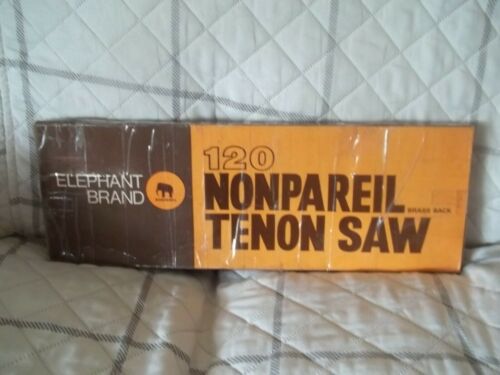 ELEPHANT
BRAND
120
NONPAREIL
BRASS BACK
TENON SAW